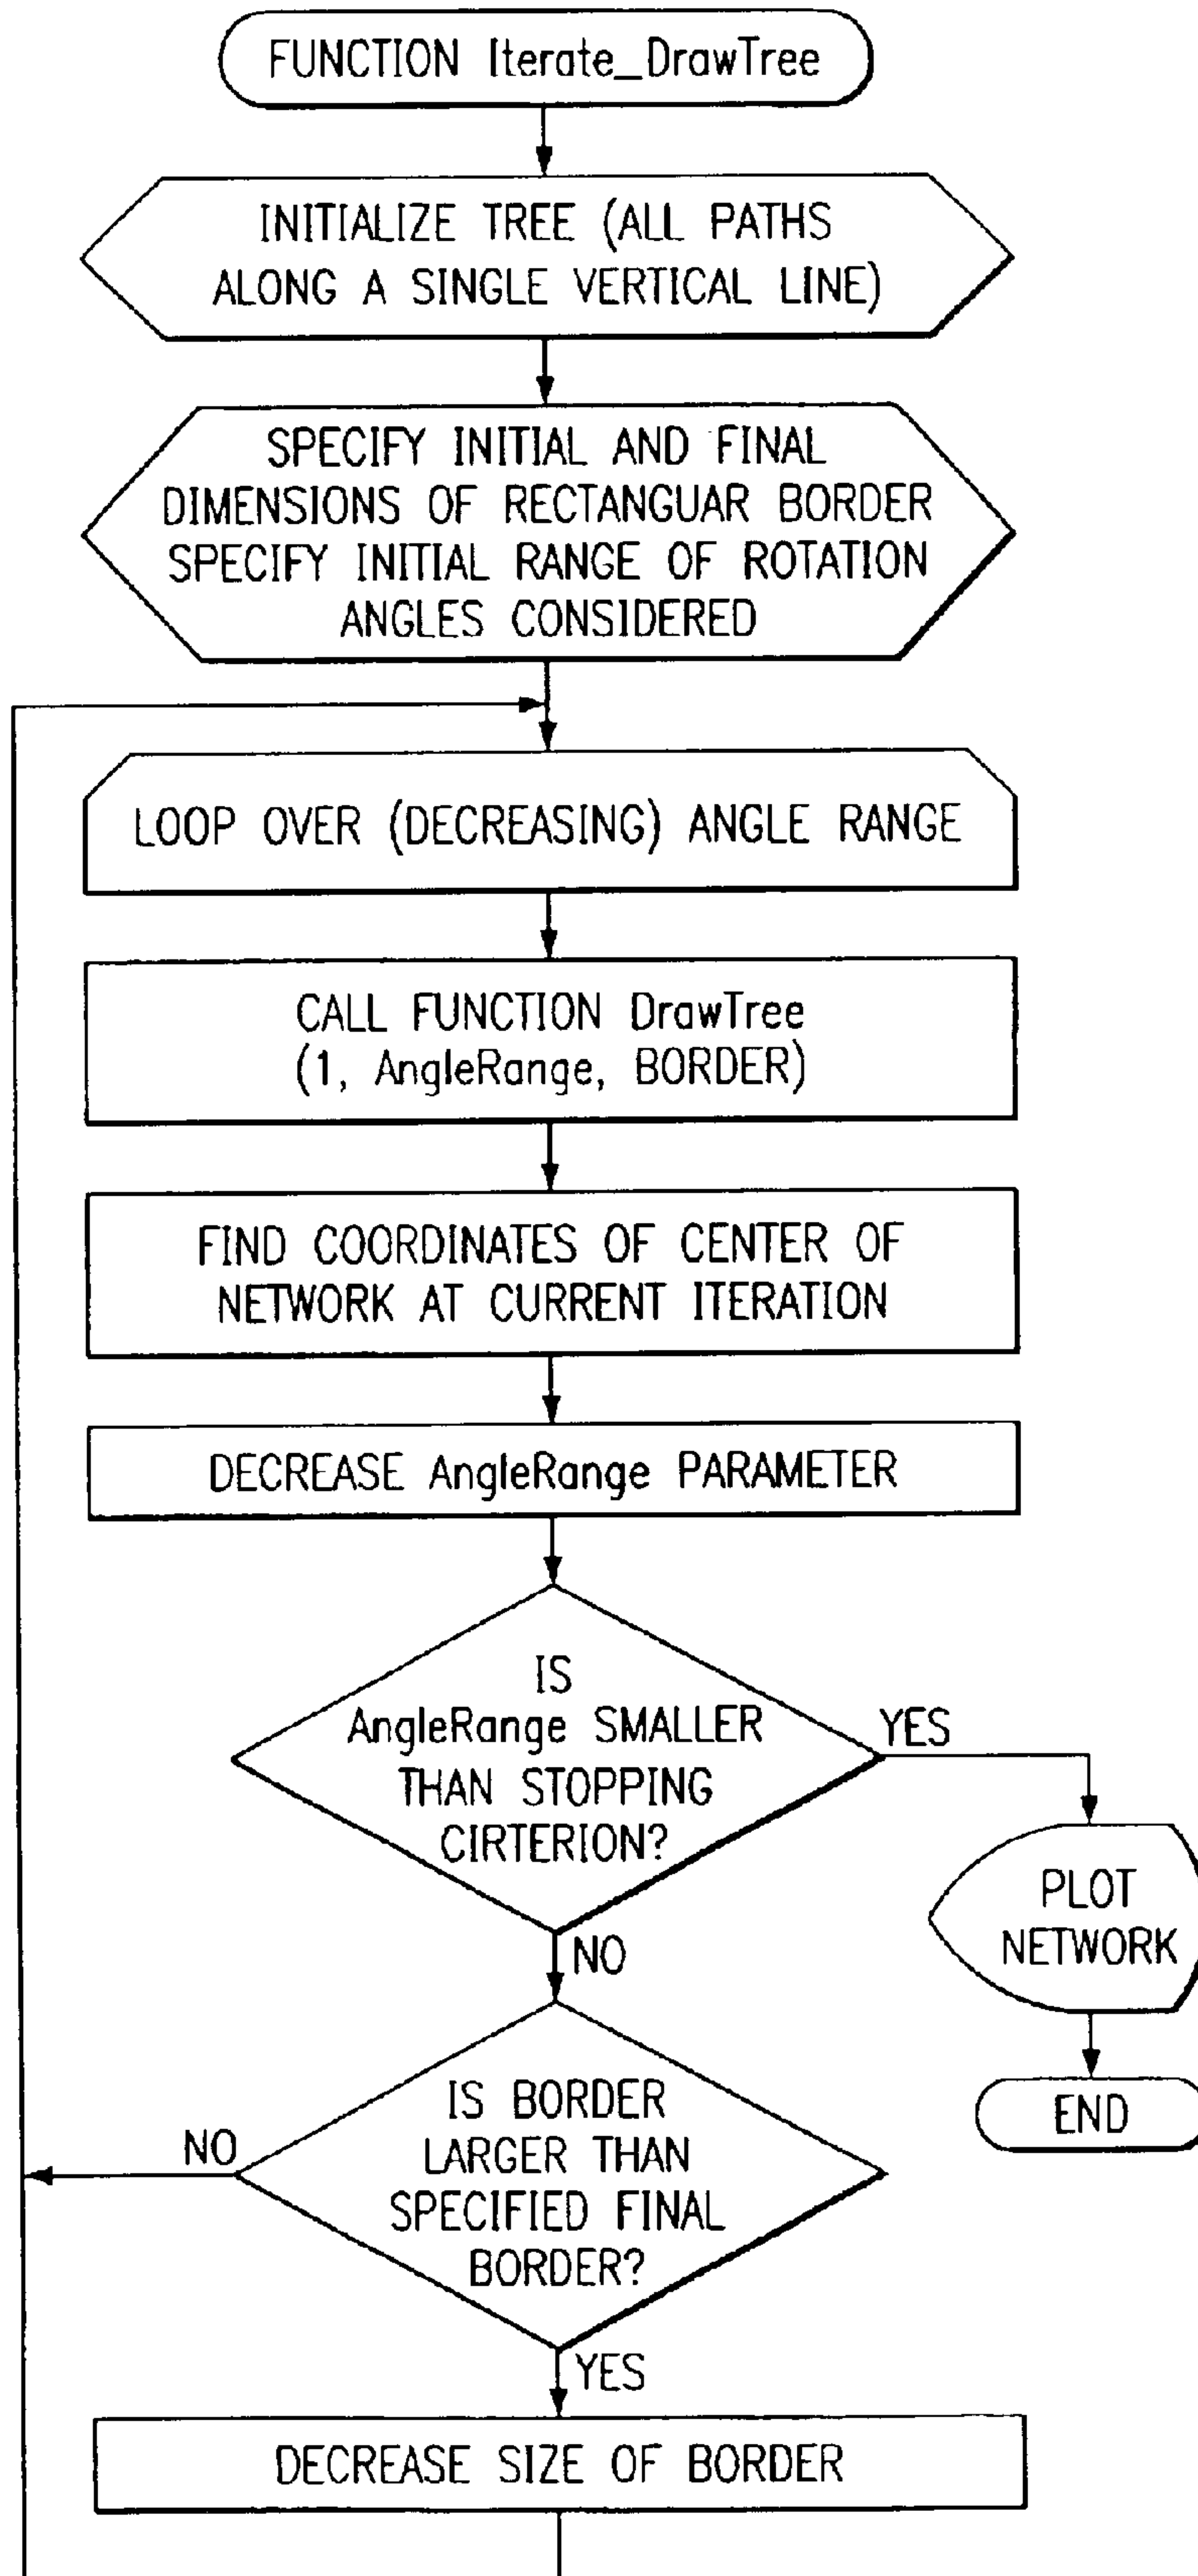 FUNCTION Iterate_DrawTree
INITIALIZE TREE (ALL PATHS
ALONG A SINGLE VERTICAL LINE)
SPECIFY INITIAL AND FINAL
DIMENSIONS OF RECTANGUAR BORDER
SPECIFY INITIAL RANGE OF ROTATION
ANGLES CONSIDERED
LOOP OVER (DECREASING) ANGLE RANGE
CALL FUNCTION DrawTree
(1, AngleRange, BORDER)
FIND COORDINATES OF CENTER OF
NETWORK AT CURRENT ITERATION
DECREASE AngleRange PARAMETER
IS
AngleRange SMALLER
THAN STOPPING
CIRTERION?
YES
PLOT
NETWORK
END
NO
IS BORDER
LARGER THAN
SPECIFIED FINAL
BORDER?
NO
YES
DECREASE SIZE OF BORDER